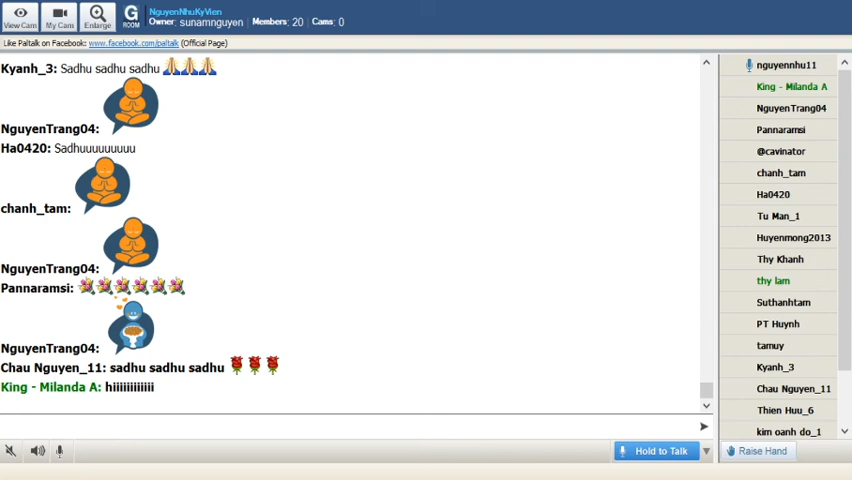 View Cam
My Cam
Enlarge
G
ROOM
NguyenNhuKyVien
Owner: sunamnguyen Members: 20 Cams: 0
Like Paltalk on Facebook: www.facebook.com/paltalk (Official Page)
Kyanh_3: Sadhu sadhu sadhu
NguyenTrang04:
Ha0420: Sadhuuuuuuuuu
chanh_tam:
NguyenTrang04:
Pannaramsi:
NguyenTrang04:
Chau Nguyen_11: sadhu sadhu sadhu
King - Milanda A: hiiiiiiiiiiiii
Hold to Talk
nguyennhu11
King - Milanda A
NguyenTrang04
Pannaramsi
@cavinator
chanh_tam
Ha0420
Tu Man_1
Huyenmong2013
Thy Khanh
thy lam
Suthanhtam
PT Huynh
tamuy
Kyanh_3
Chau Nguyen_11
Thien Huu_6
kim oanh do_1
Raise Hand